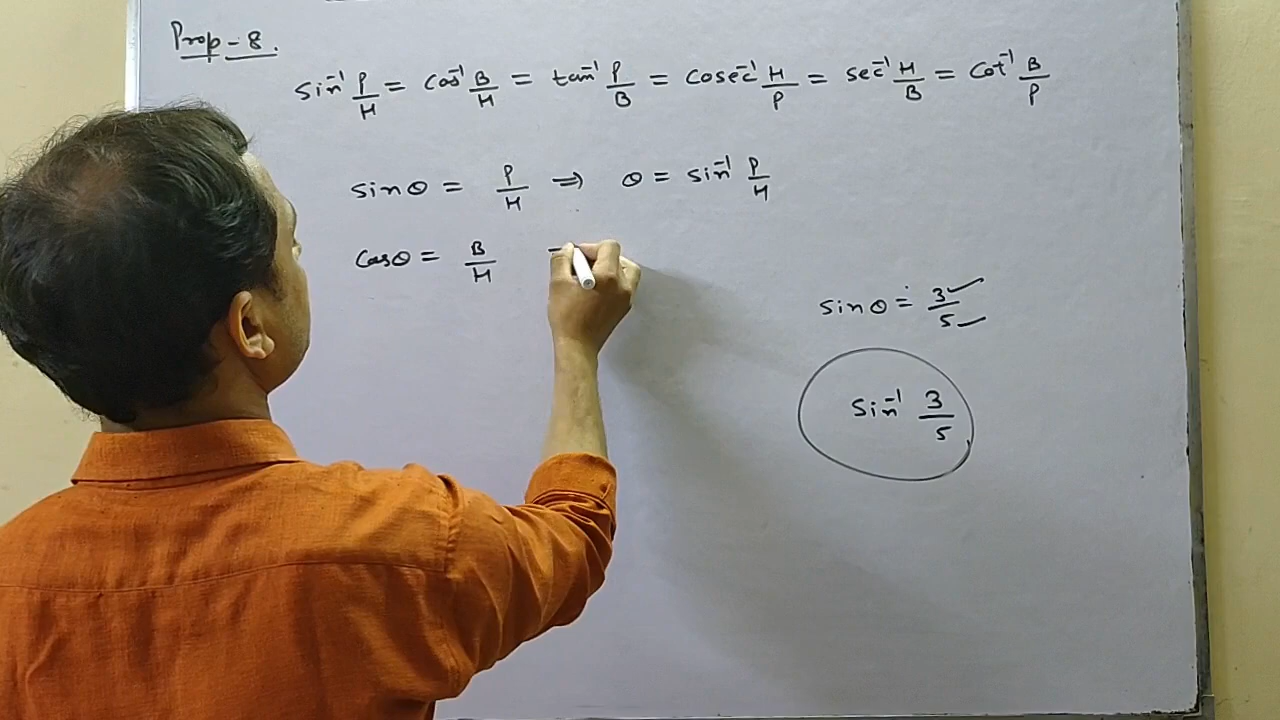 Prop-8.
sin⁻¹ P/H = cos⁻¹ B/H = tan⁻¹ P/B = cosec⁻¹ H/P = sec⁻¹ H/B = cot⁻¹ B/P
sinθ = P/H ⇒ θ = sin⁻¹ P/H
cosθ = B/H
sinθ = 3/5
sin⁻¹ 3/5